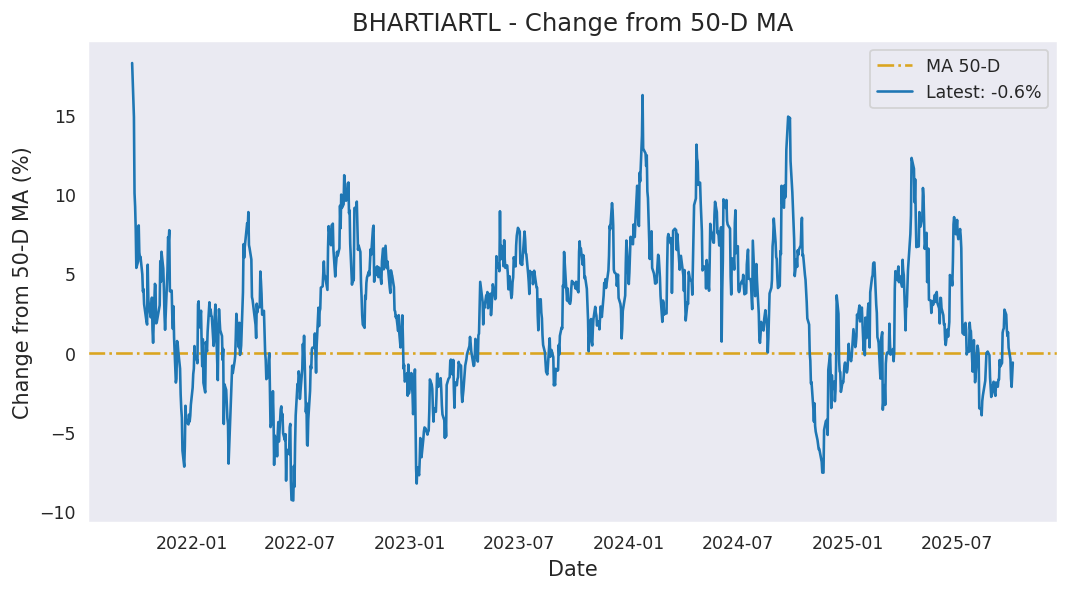 BHARTIARTL - Change from 50-D MA
MA 50-D
Latest: -0.6%
Change from 50-D MA (%)
15
10
5
0
−5
−10
2022-01
2022-07
2023-01
2023-07
2024-01
2024-07
2025-01
2025-07
Date